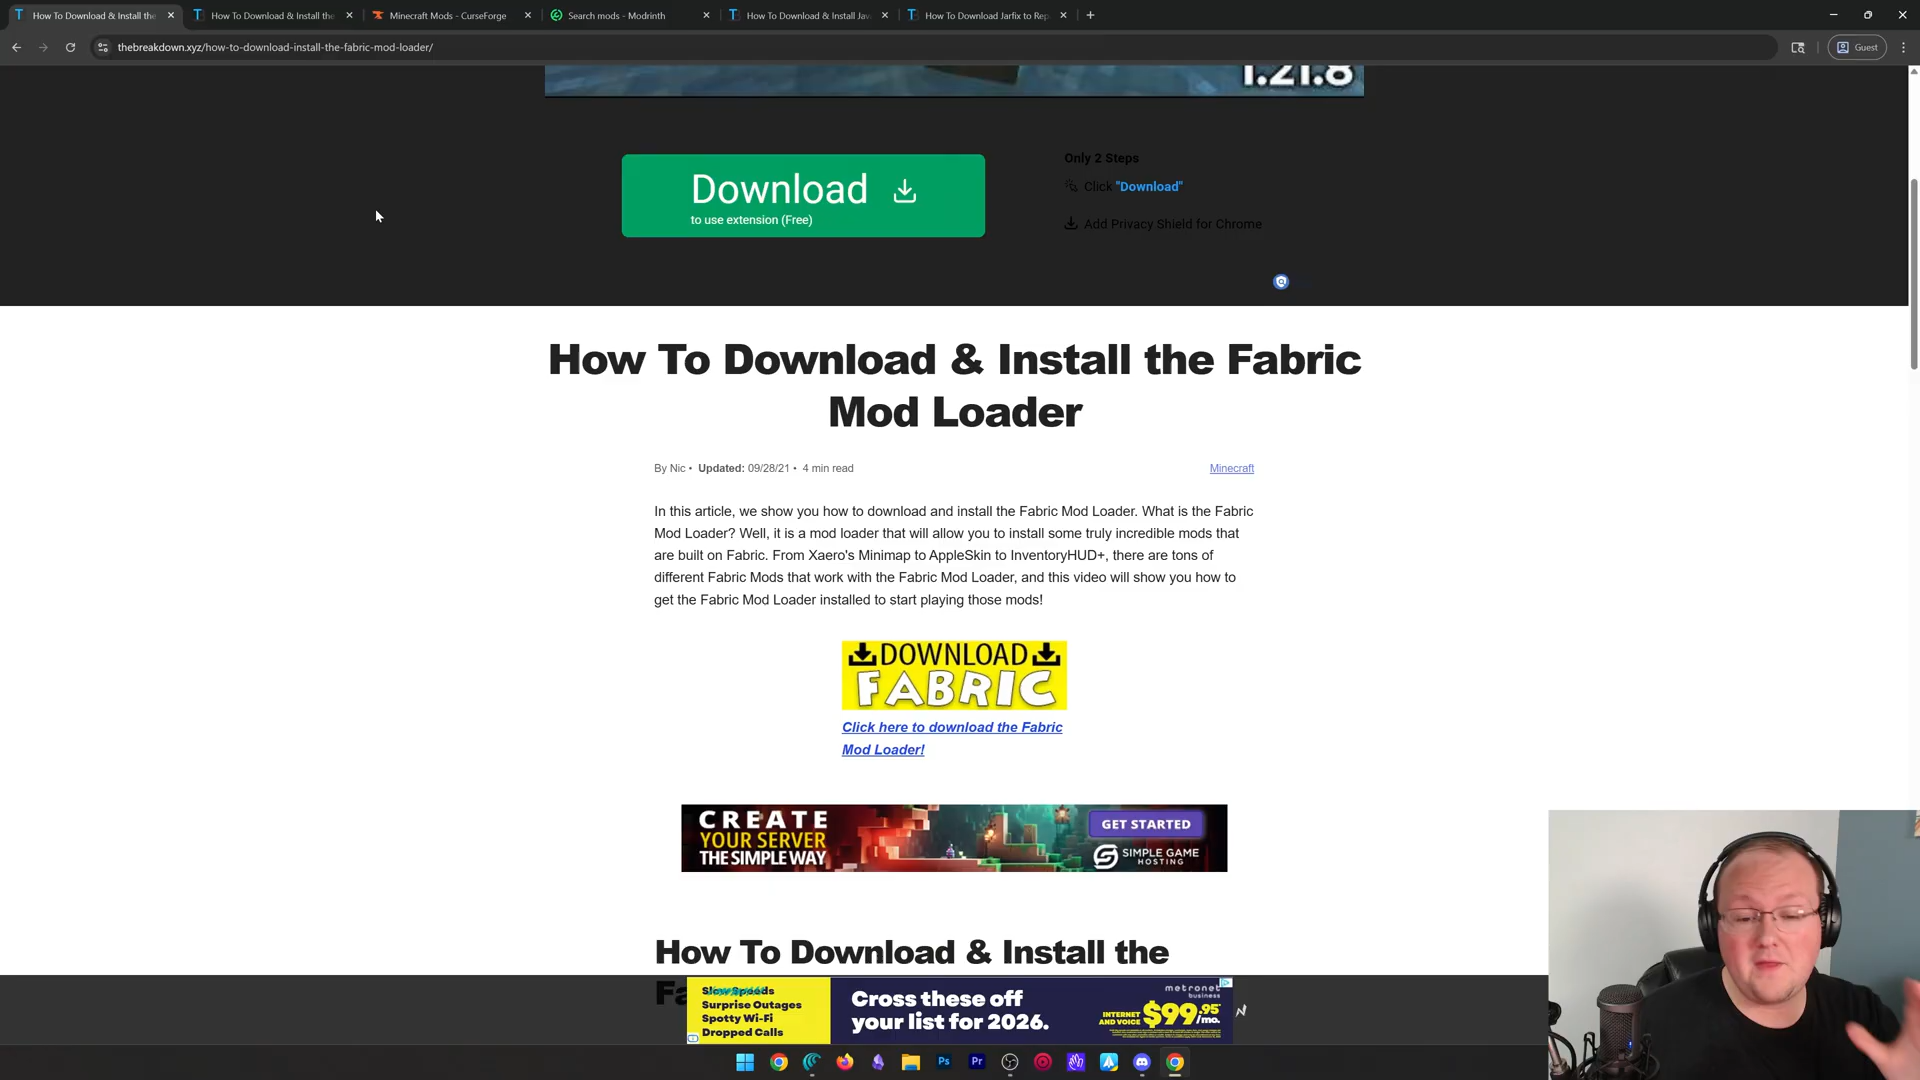 How To Download & Install the
How To Download & Install the
Minecraft Mods - CurseForge
Search mods - Modrinth
How To Download & Install Jav
How To Download Jarfix to Rep
thebreakdown.xyz/how-to-download-install-the-fabric-mod-loader/
Guest
1.21.8
Download
to use extension (Free)
Only 2 Steps
Click "Download"
Add Privacy Shield for Chrome
How To Download & Install the Fabric
Mod Loader
By Nic • Updated: 09/28/21 • 4 min read
Minecraft
In this article, we show you how to download and install the Fabric Mod Loader. What is the Fabric
Mod Loader? Well, it is a mod loader that will allow you to install some truly incredible mods that
are built on Fabric. From Xaero's Minimap to AppleSkin to InventoryHUD+, there are tons of
different Fabric Mods that work with the Fabric Mod Loader, and this video will show you how to
get the Fabric Mod Loader installed to start playing those mods!
DOWNLOAD
FABRIC
Click here to download the Fabric
Mod Loader!
CREATE
YOUR SERVER
THE SIMPLE WAY
GET STARTED
SIMPLE GAME
HOSTING
How To Download & Install the
Fa
Slow Speeds
Surprise Outages
Spotty Wi-Fi
Dropped Calls
Cross these off
your list for 2026.
metronet
business
INTERNET
AND VOICE $99.95/mo.
Ps
Pr